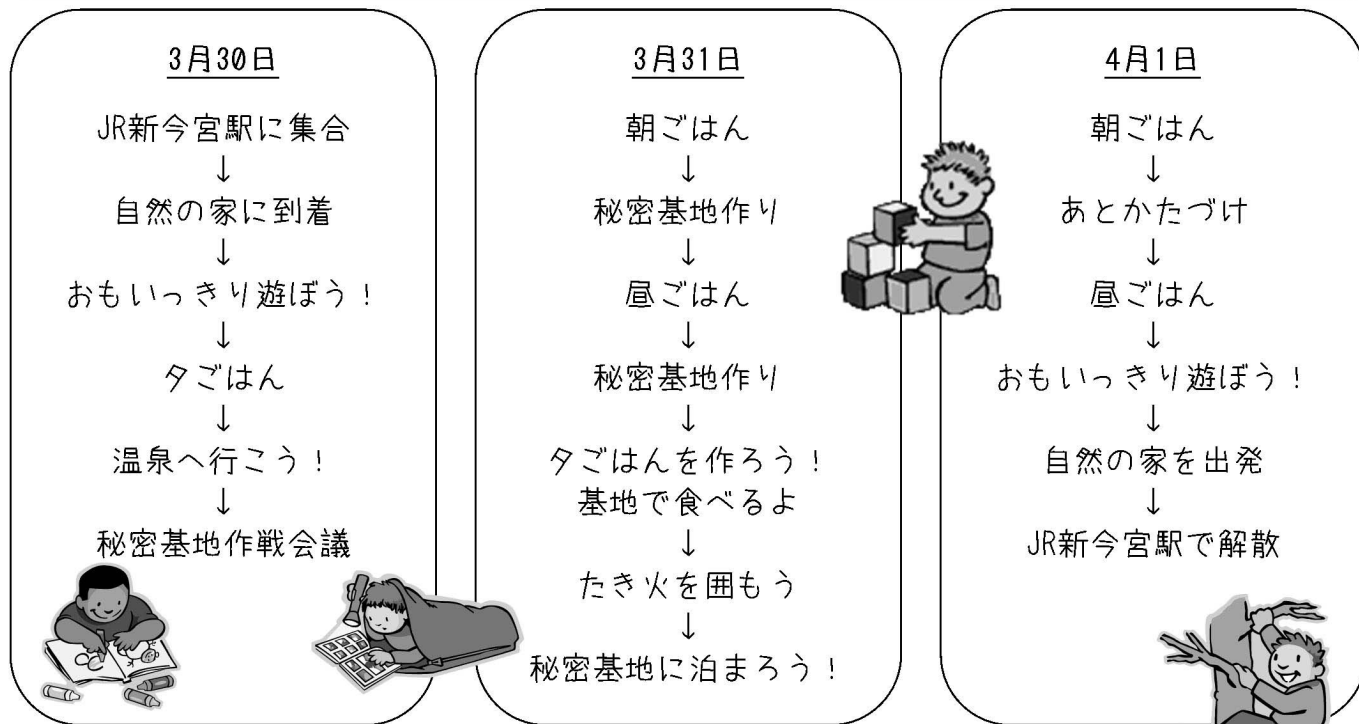 3月30日
JR新今宮駅に集合
↓
自然の家に到着
↓
おもいっきり遊ぼう！
↓
夕ごはん
↓
温泉へ行こう！
↓
秘密基地作戦会議
3月31日
朝ごはん
↓
秘密基地作り
↓
昼ごはん
↓
秘密基地作り
↓
夕ごはんを作ろう！
基地で食べるよ
↓
たき火を囲もう
↓
秘密基地に泊まろう！
4月1日
朝ごはん
↓
あとかたづけ
↓
昼ごはん
↓
おもいっきり遊ぼう！
↓
自然の家を出発
↓
JR新今宮駅で解散